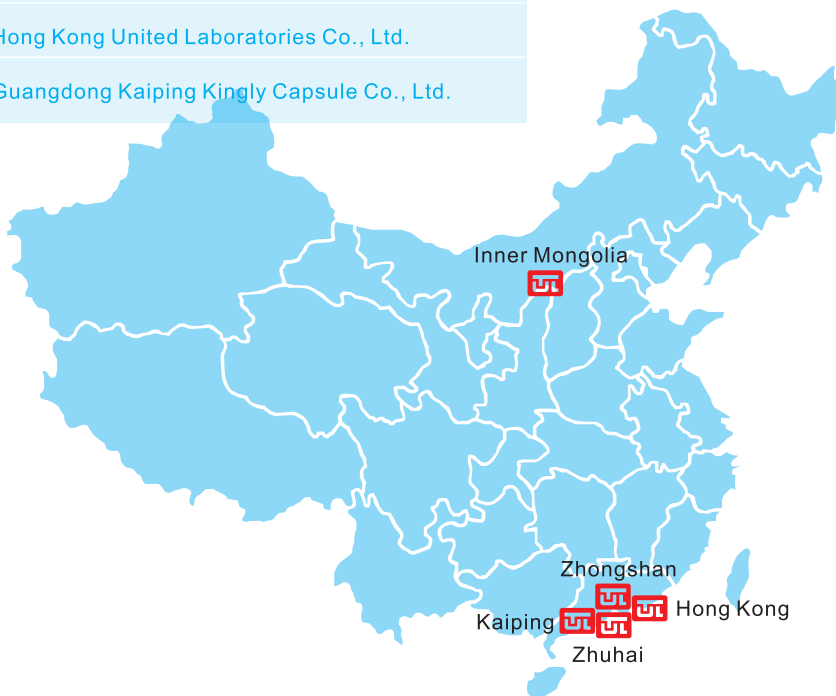 Hong Kong United Laboratories Co., Ltd.
Guangdong Kaiping Kingly Capsule Co., Ltd.
Inner Mongolia
Zhongshan
Hong Kong
Kaiping
Zhuhai